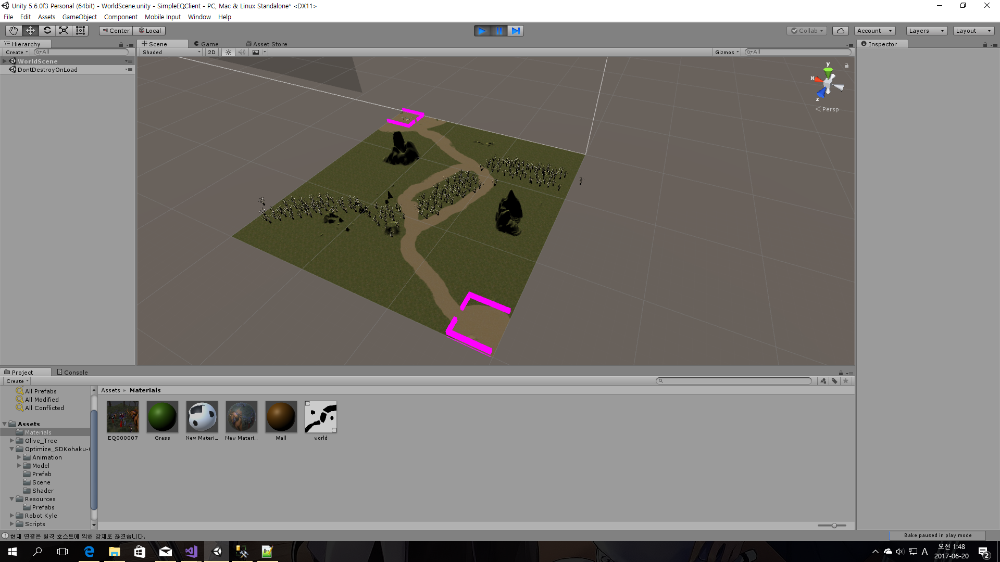 Unity 5.6.0f3 Personal (64bit) - WorldScene.unity - SimpleEQClient - PC, Mac & Linux Standalone* <DX11>
File Edit Assets GameObject Component Mobile Input Window Help
Center Local Collab Account Layers Layout
Hierarchy Scene Game Asset Store Inspector
Create All Shaded 2D Gizmos All
WorldScene
DontDestroyOnLoad
y
x
z
Persp
Project Console
Create
All Prefabs
All Modified
All Conflicted
Assets
Materials
Olive_Tree
Optimize_SDKohaku-
Animation
Model
Prefab
Scene
Shader
Resources
Prefabs
Robot Kyle
Scripts
Assets Materials
EQ000007 Grass New Materi... New Materi... Wall world
현재 연결은 원격 호스트에 의해 강제로 끊겼습니다.
Bake paused in play mode
A
오전 1:48
2017-06-20
2